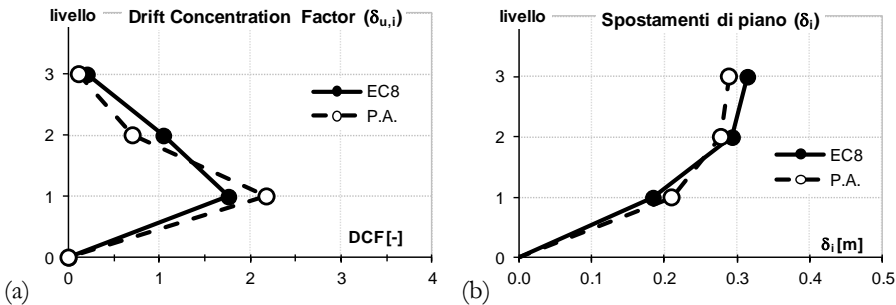 livello
Drift Concentration Factor (δu,i)
3
2
1
0
EC8
P.A.
DCF[-]
0 1 2 3 4
(a)
livello
Spostamenti di piano (δi)
3
2
1
0
EC8
P.A.
δi[m]
0.0 0.1 0.2 0.3 0.4 0.5
(b)